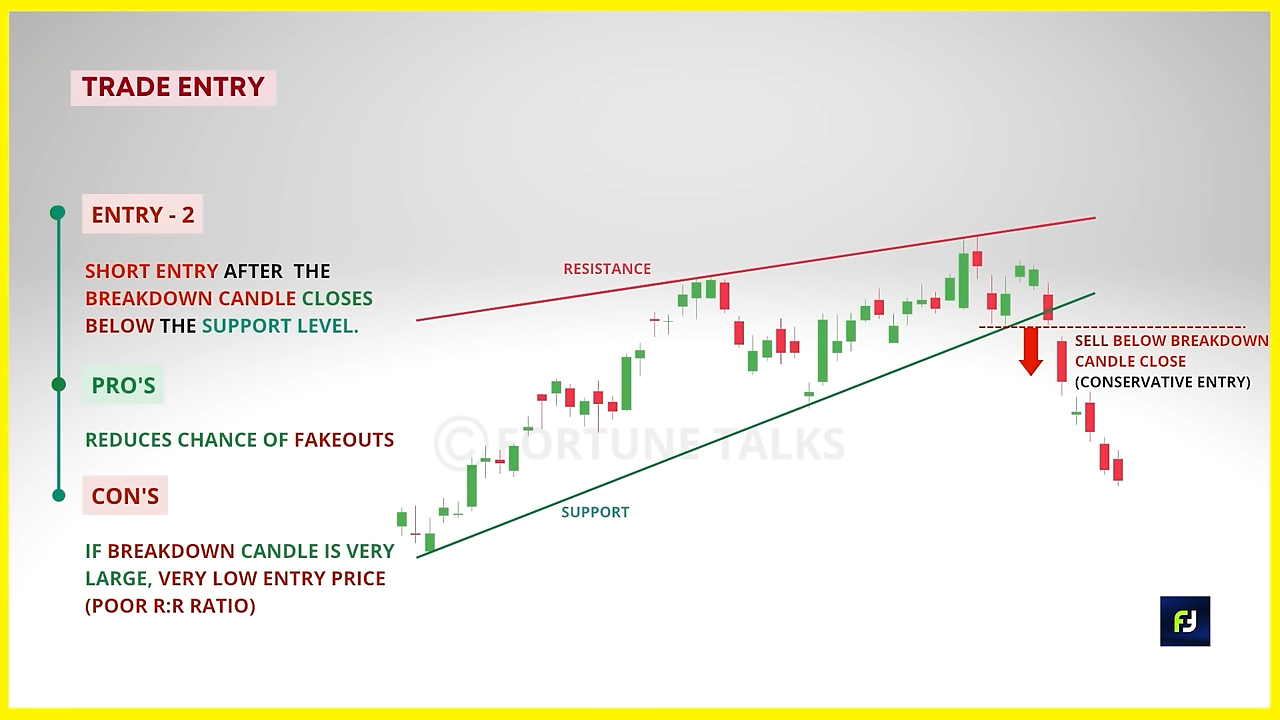 TRADE ENTRY
ENTRY - 2
SHORT ENTRY AFTER THE
BREAKDOWN CANDLE CLOSES
BELOW THE SUPPORT LEVEL.
PRO'S
REDUCES CHANCE OF FAKEOUTS
CON'S
IF BREAKDOWN CANDLE IS VERY
LARGE, VERY LOW ENTRY PRICE
(POOR R:R RATIO)
RESISTANCE
SELL BELOW BREAKDOWN
CANDLE CLOSE
(CONSERVATIVE ENTRY)
© FORTUNE TALKS
SUPPORT